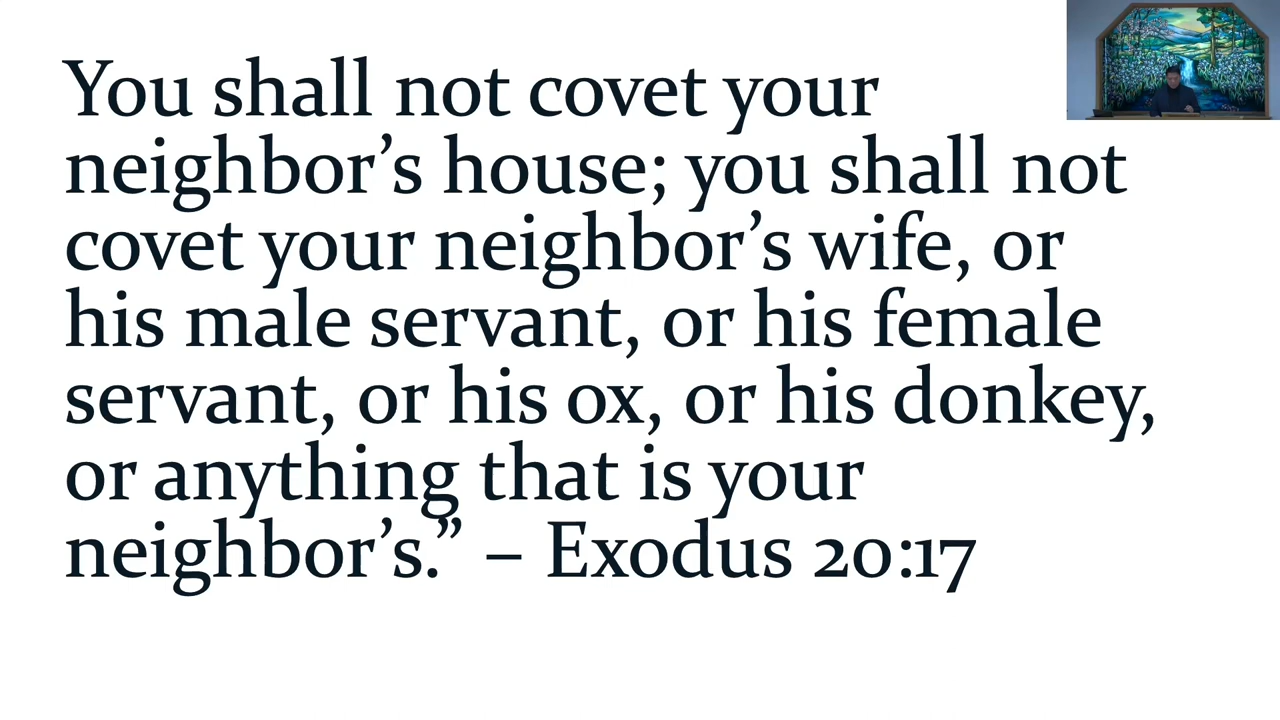 You shall not covet your
neighbor’s house; you shall not
covet your neighbor’s wife, or
his male servant, or his female
servant, or his ox, or his donkey,
or anything that is your
neighbor’s.” – Exodus 20:17